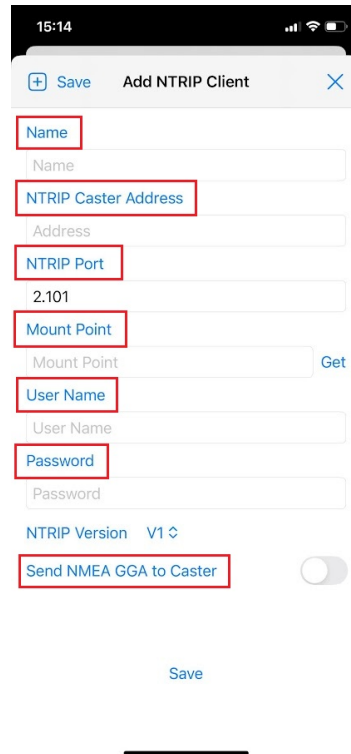 15:14
Save Add NTRIP Client
Name
Name
NTRIP Caster Address
Address
NTRIP Port
2.101
Mount Point
Mount Point Get
User Name
User Name
Password
Password
NTRIP Version V1
Send NMEA GGA to Caster
Save